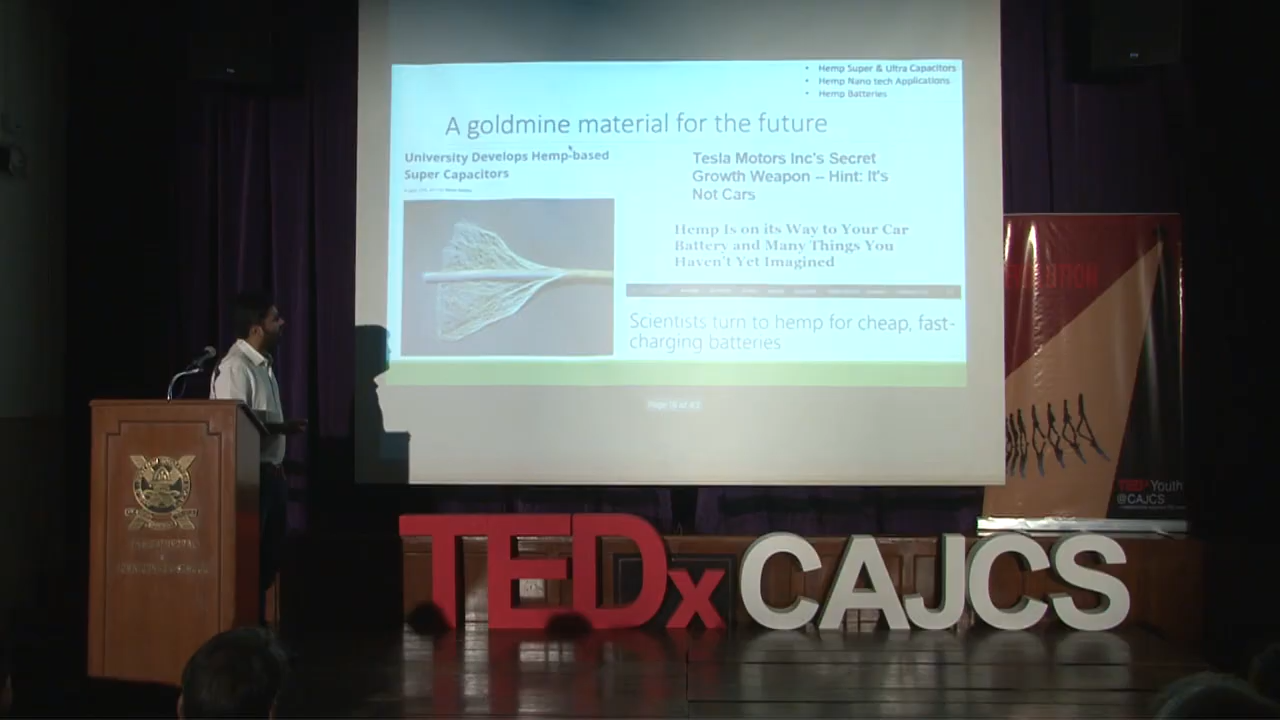 • Hemp Super & Ultra Capacitors
• Hemp Nano tech Applications
• Hemp Batteries
A goldmine material for the future
University Develops Hemp-based
Super Capacitors
Tesla Motors Inc's Secret
Growth Weapon -- Hint: It's
Not Cars
Hemp Is on its Way to Your Car
Battery and Many Things You
Haven't Yet Imagined
Scientists turn to hemp for cheap, fast-
charging batteries
TEDx Youth
@CAJCS
TEDxCAJCS